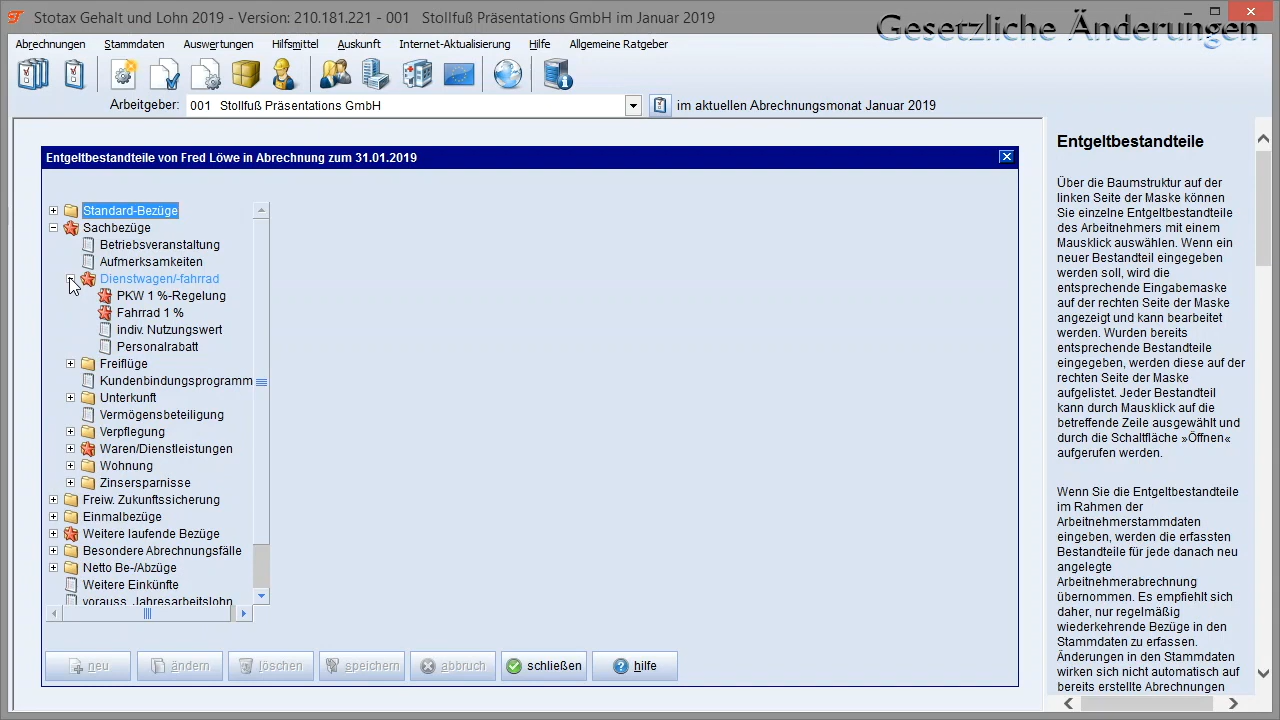 Stotax Gehalt und Lohn 2019 - Version: 210.181.221 - 001 Stollfuß Präsentations GmbH im Januar 2019
Gesetzliche Änderungen
Abrechnungen Stammdaten Auswertungen Hilfsmittel Auskunft Internet-Aktualisierung Hilfe Allgemeine Ratgeber
Arbeitgeber: 001 Stollfuß Präsentations GmbH im aktuellen Abrechnungsmonat Januar 2019
Entgeltbestandteile von Fred Löwe in Abrechnung zum 31.01.2019
Standard-Bezüge
Sachbezüge
Betriebsveranstaltung
Aufmerksamkeiten
Dienstwagen/-fahrrad
PKW 1 %-Regelung
Fahrrad 1 %
indiv. Nutzungswert
Personalrabatt
Freiflüge
Kundenbindungsprogramm
Unterkunft
Vermögensbeteiligung
Verpflegung
Waren/Dienstleistungen
Wohnung
Zinsersparnisse
Freiw. Zukunftssicherung
Einmalbezüge
Weitere laufende Bezüge
Besondere Abrechnungsfälle
Netto Be-/Abzüge
Weitere Einkünfte
vorauss. Jahresarbeitslohn
neu ändern löschen speichern abbruch schließen hilfe
Entgeltbestandteile
Über die Baumstruktur auf der
linken Seite der Maske können
Sie einzelne Entgeltbestandteile
des Arbeitnehmers mit einem
Mausklick auswählen. Wenn ein
neuer Bestandteil eingegeben
werden soll, wird die
entsprechende Eingabemaske
auf der rechten Seite der Maske
angezeigt und kann bearbeitet
werden. Wurden bereits
entsprechende Bestandteile
eingegeben, werden diese auf der
rechten Seite der Maske
aufgelistet. Jeder Bestandteil
kann durch Mausklick auf die
betreffende Zeile ausgewählt und
durch die Schaltfläche »Öffnen«
aufgerufen werden.
Wenn Sie die Entgeltbestandteile
im Rahmen der
Arbeitnehmerstammdaten
eingeben, werden die erfassten
Bestandteile für jede danach neu
angelegte
Arbeitnehmerabrechnung
übernommen. Es empfiehlt sich
daher, nur regelmäßig
wiederkehrende Bezüge in den
Stammdaten zu erfassen.
Änderungen in den Stammdaten
wirken sich nicht automatisch auf
bereits erstellte Abrechnungen